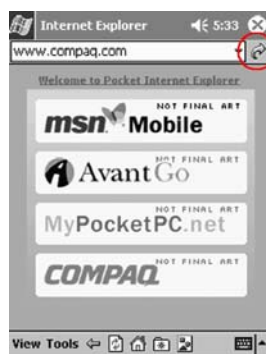 Internet Explorer 5:33
www.compaq.com
Welcome to Pocket Internet Explorer
NOT FINAL ART
msn Mobile
NOT FINAL ART
AvantGo
NOT FINAL ART
MyPocketPC.net
NOT FINAL ART
COMPAQ
View Tools